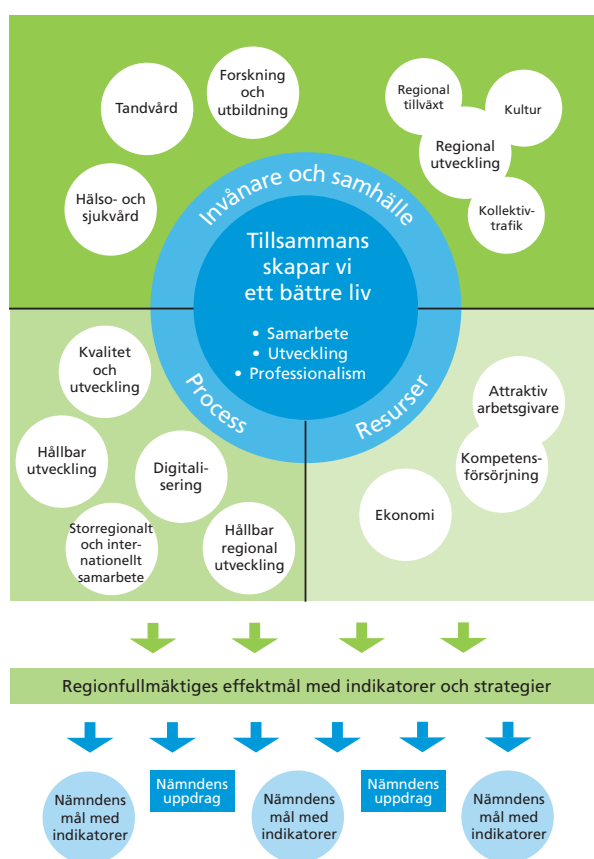 Forskning
och
utbildning
Tandvård
Hälso- och
sjukvård
Regional
tillväxt
Kultur
Regional
utveckling
Kollektiv-
trafik
Invånare och samhälle
Tillsammans
skapar vi
ett bättre liv
• Samarbete
• Utveckling
• Professionalism
Process
Resurser
Kvalitet
och
utveckling
Hållbar
utveckling
Digitali-
sering
Storregionalt
och inter-
nationellt
samarbete
Hållbar
regional
utveckling
Attraktiv
arbetsgivare
Kompetens-
försörjning
Ekonomi
Regionfullmäktiges effektmål med indikatorer och strategier
Nämndens
mål med
indikatorer
Nämndens
uppdrag
Nämndens
mål med
indikatorer
Nämndens
uppdrag
Nämndens
mål med
indikatorer